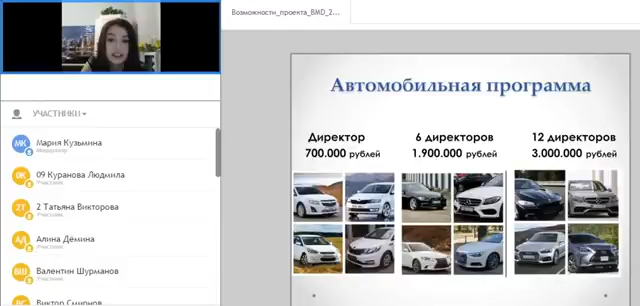 Возможности_проекта_BMD_2...
Автомобильная программа
УЧАСТНИКИ
МК
Мария Кузьмина
Модератор
0К
09 Куранова Людмила
Участник
2Т
2 Татьяна Викторова
Участник
АД
Алина Дёмина
Участник
ВШ
Валентин Шурманов
Участник
Виктор Смирнов
Директор
700.000 рублей
6 директоров
1.900.000 рублей
12 директоров
3.000.000 рублей